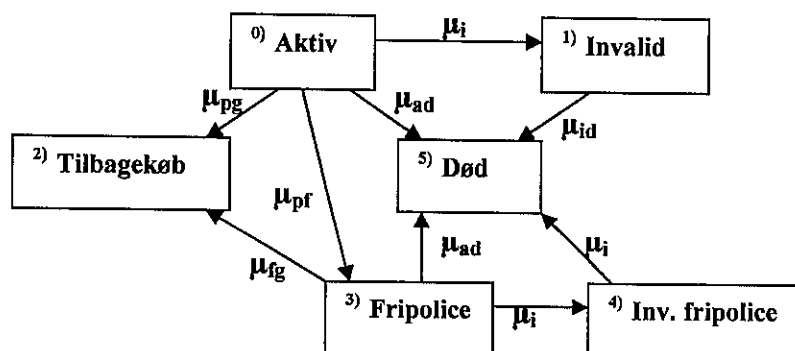 0) Aktiv
μi
1) Invalid
μpg
μad
μid
2) Tilbagekøb
5) Død
μpf
μfg
μad
μi
3) Fripolice
μi
4) Inv. fripolice